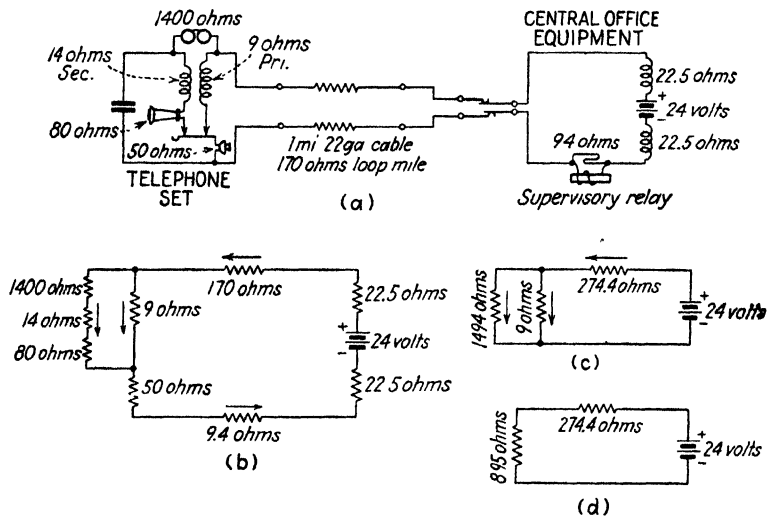 1400 ohms
14 ohms
Sec.
9 ohms
Pri.
80 ohms
50 ohms
TELEPHONE
SET
1 mi 22ga cable
170 ohms loop mile
(a)
CENTRAL OFFICE
EQUIPMENT
22.5 ohms
+
24 volts
-
22.5 ohms
94 ohms
Supervisory relay
1400 ohms
14 ohms
80 ohms
9 ohms
50 ohms
170 ohms
22.5 ohms
+
24 volts
-
22.5 ohms
9.4 ohms
(b)
1494 ohms
9 ohms
274.4 ohms
+
24 volts
-
(c)
895 ohms
274.4 ohms
+
24 volts
-
(d)